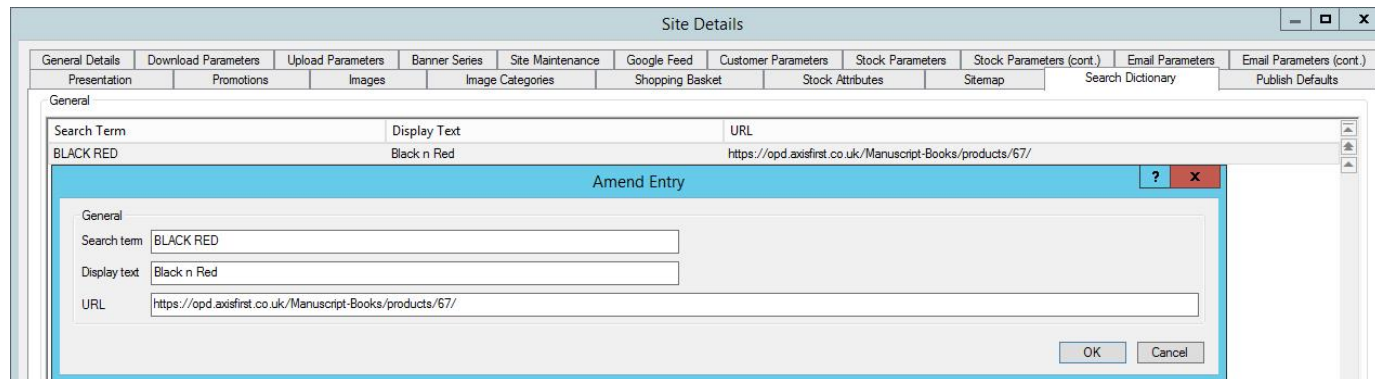 Site Details
General Details Download Parameters Upload Parameters Banner Series Site Maintenance Google Feed Customer Parameters Stock Parameters Stock Parameters (cont.) Email Parameters Email Parameters (cont.)
Presentation Promotions Images Image Categories Shopping Basket Stock Attributes Sitemap Search Dictionary Publish Defaults
General
Search Term Display Text URL
BLACK RED Black n Red https://opd.axisfirst.co.uk/Manuscript-Books/products/67/
Amend Entry ? x
General
Search term BLACK RED
Display text Black n Red
URL https://opd.axisfirst.co.uk/Manuscript-Books/products/67/
OK Cancel